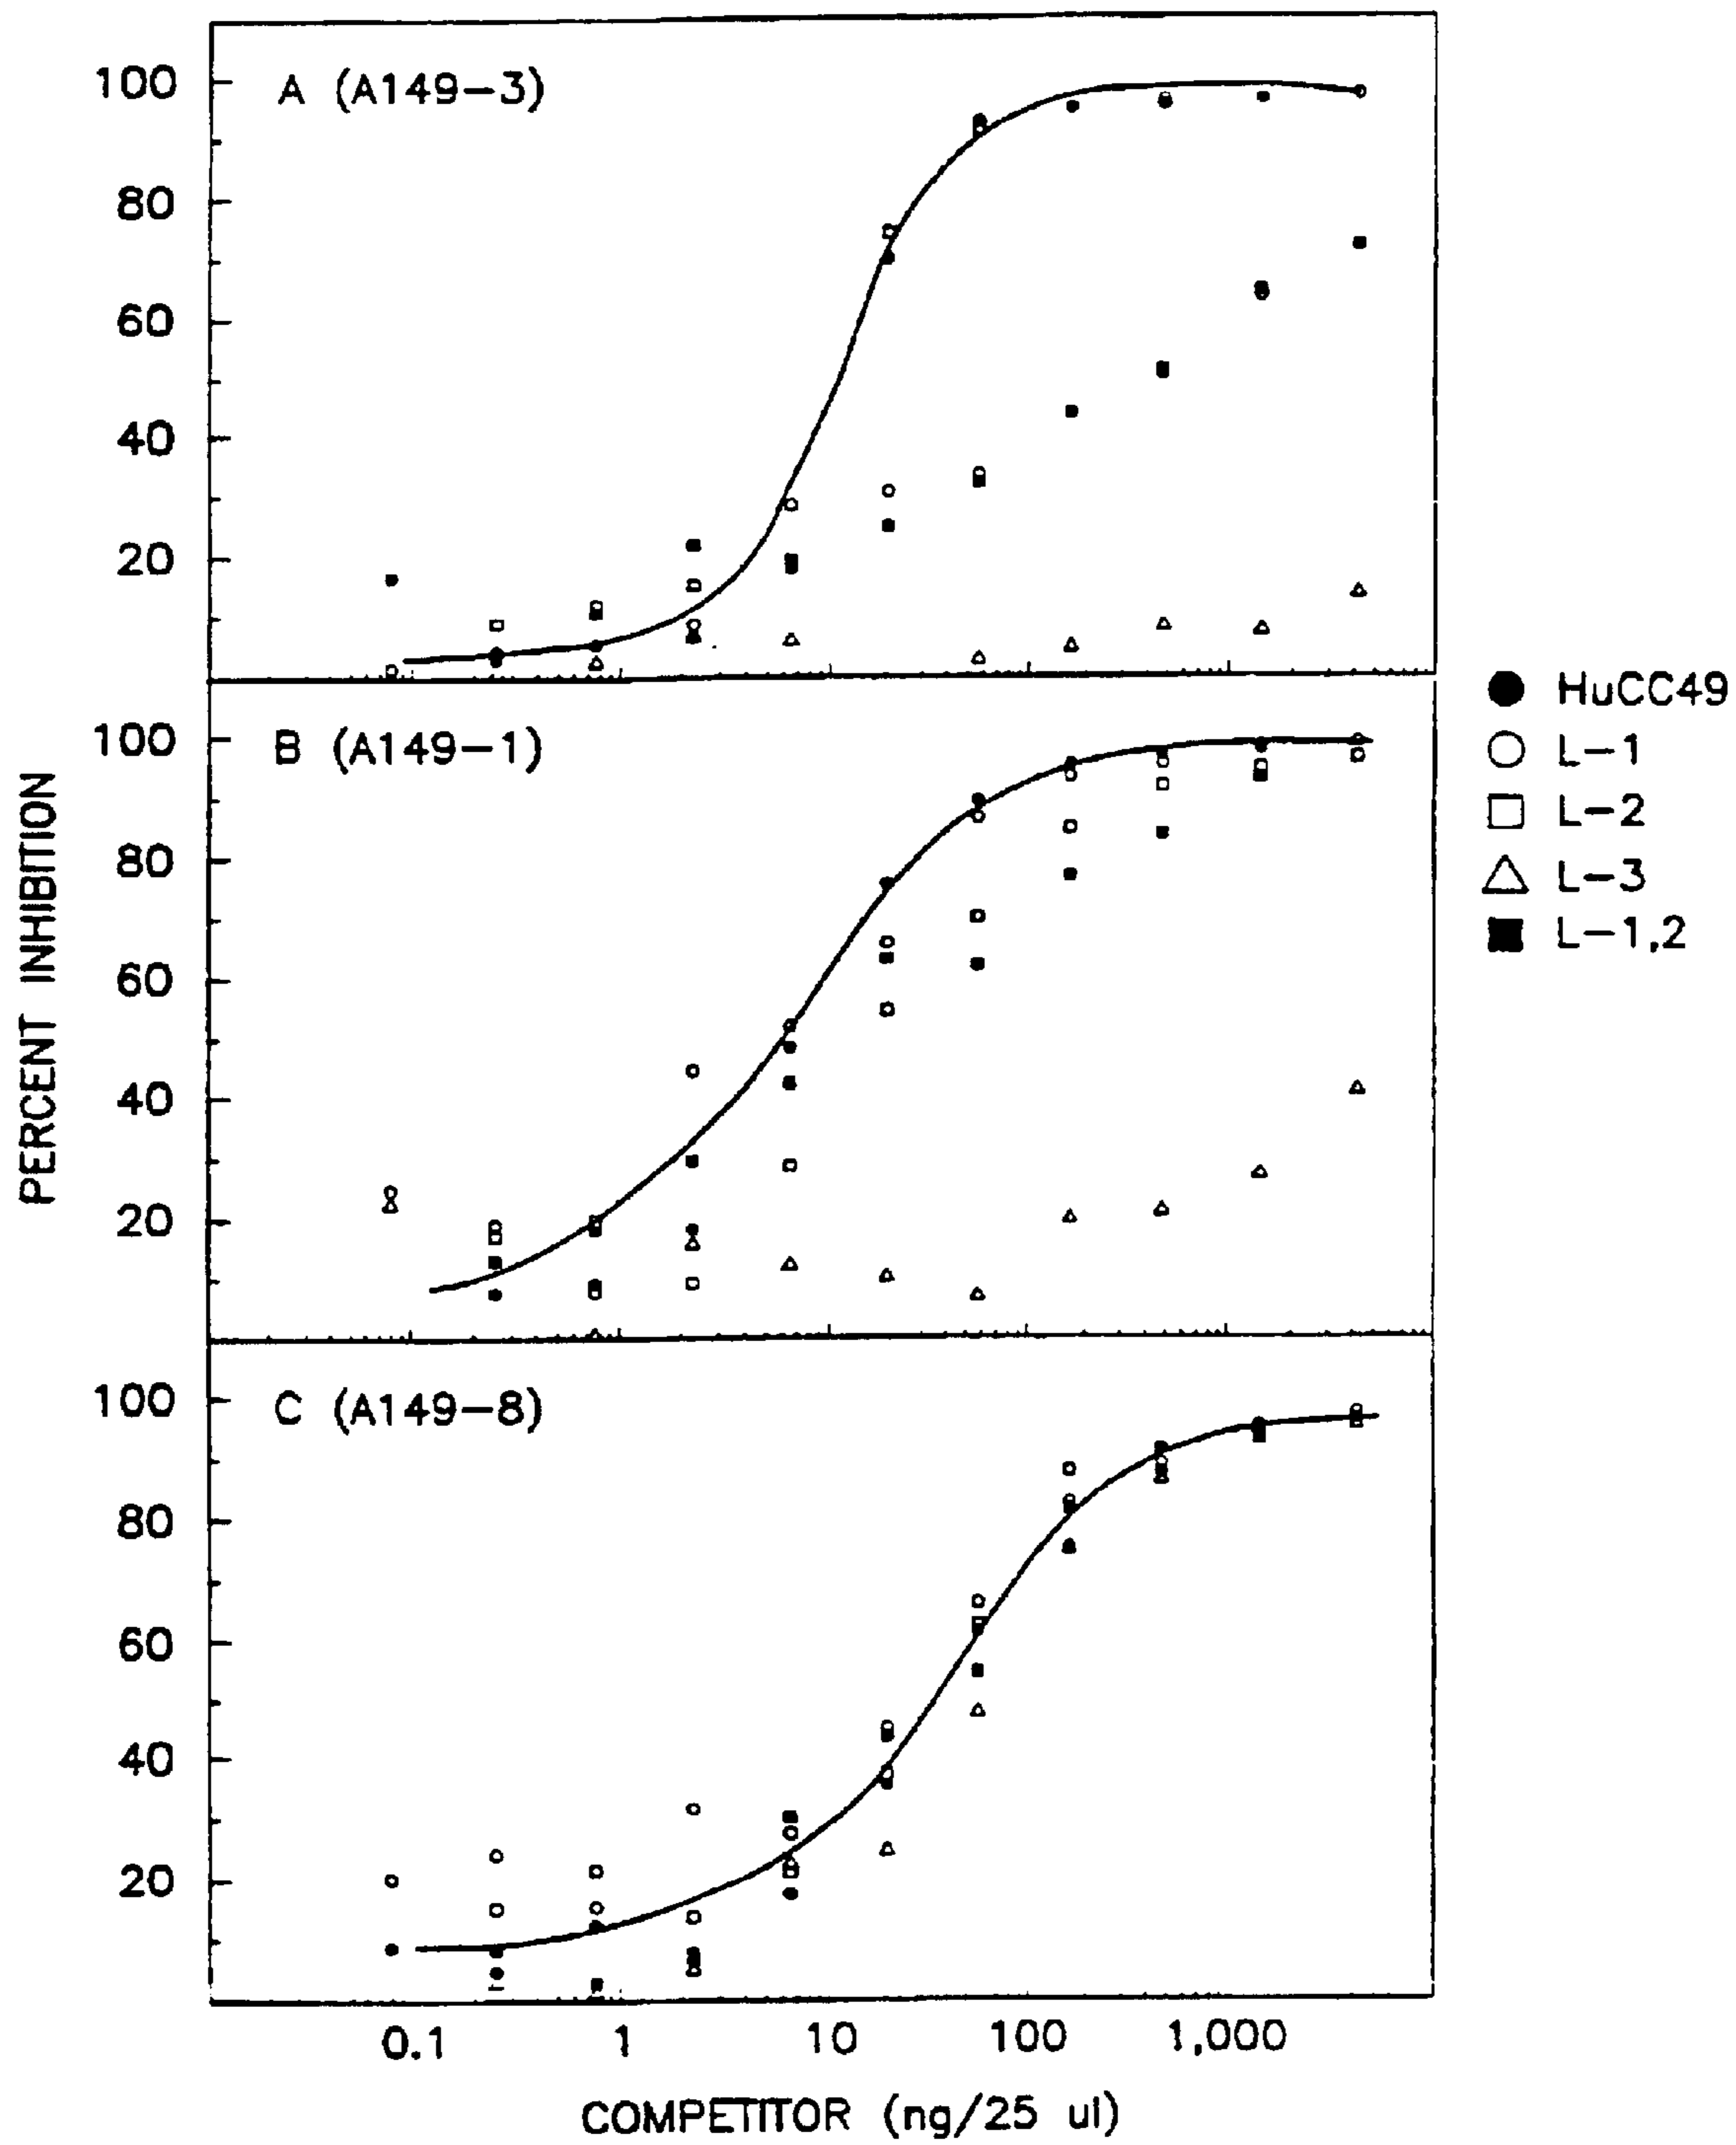 A (A149-3)
100
80
60
40
20
B (A149-1)
100
80
60
40
20
C (A149-8)
100
80
60
40
20
PERCENT INHIBITION
0.1 1 10 100 1,000
COMPETITOR (ng/25 ul)
HuCC49
L-1
L-2
L-3
L-1,2